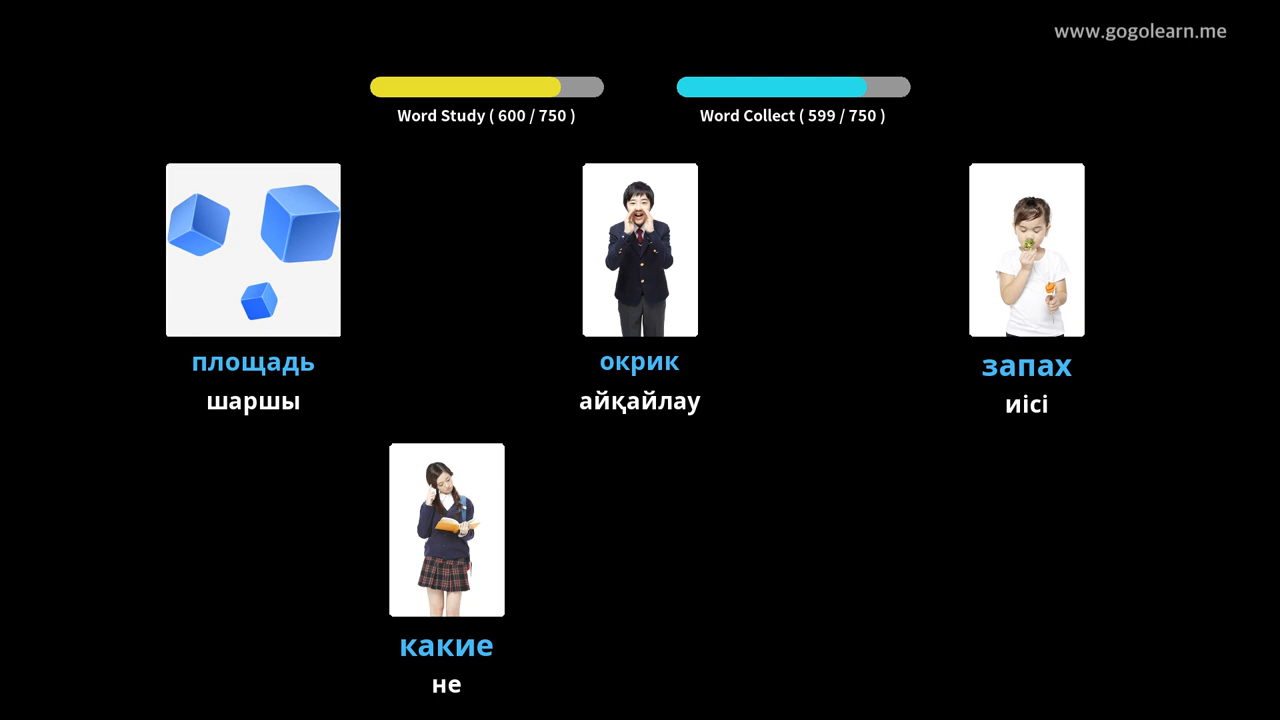 www.gogolearn.me
Word Study ( 600 / 750 )
Word Collect ( 599 / 750 )
площадь
шаршы
окрик
айқайлау
запах
иісі
какие
не